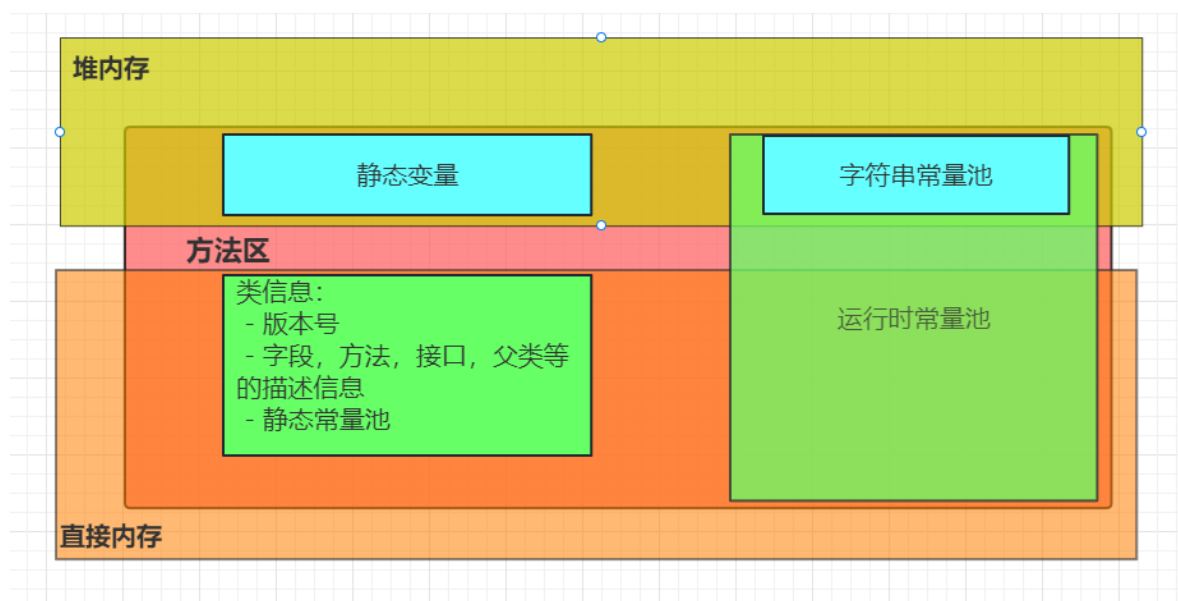 堆内存
静态变量
字符串常量池
方法区
类信息：
- 版本号
- 字段，方法，接口，父类等
的描述信息
- 静态常量池
运行时常量池
直接内存